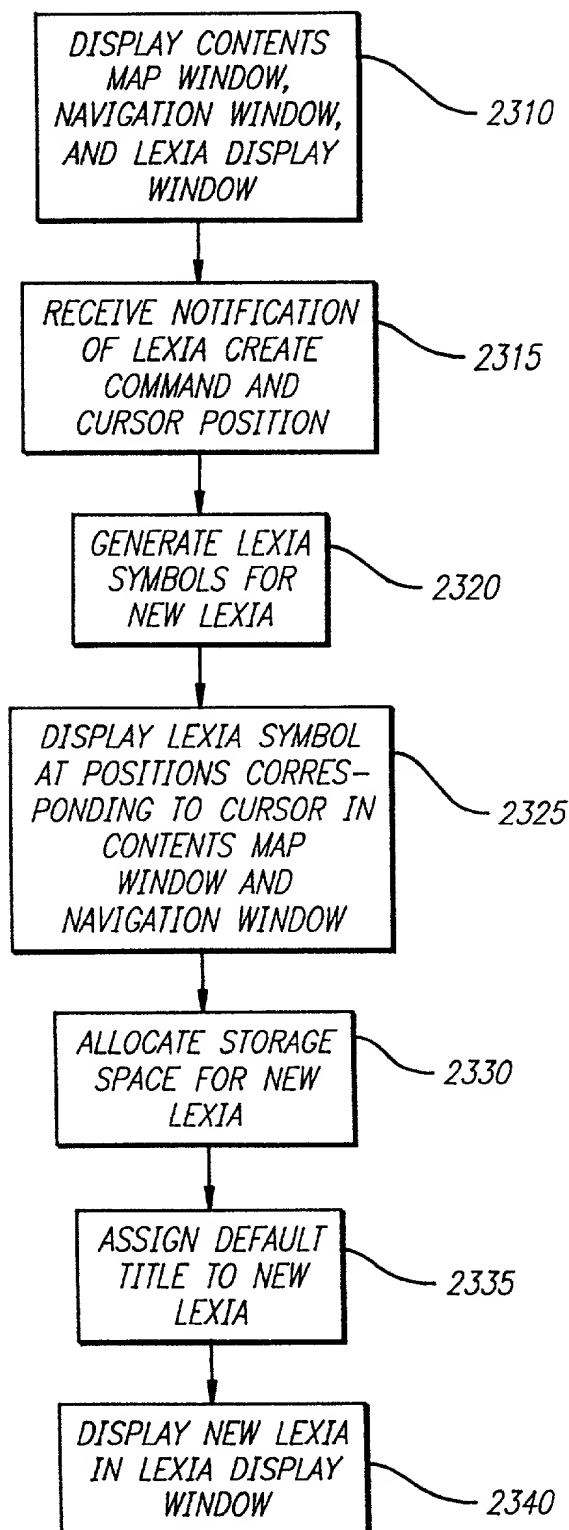 DISPLAY CONTENTS
MAP WINDOW,
NAVIGATION WINDOW,
AND LEXIA DISPLAY
WINDOW
2310
RECEIVE NOTIFICATION
OF LEXIA CREATE
COMMAND AND
CURSOR POSITION
2315
GENERATE LEXIA
SYMBOLS FOR
NEW LEXIA
2320
DISPLAY LEXIA SYMBOL
AT POSITIONS CORRES-
PONDING TO CURSOR IN
CONTENTS MAP
WINDOW AND
NAVIGATION WINDOW
2325
ALLOCATE STORAGE
SPACE FOR NEW
LEXIA
2330
ASSIGN DEFAULT
TITLE TO NEW
LEXIA
2335
DISPLAY NEW LEXIA
IN LEXIA DISPLAY
WINDOW
2340